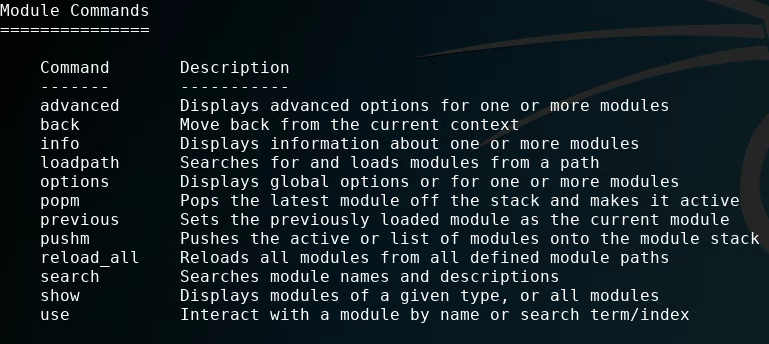 Module Commands
===============
Command       Description
-------       -----------
advanced      Displays advanced options for one or more modules
back          Move back from the current context
info          Displays information about one or more modules
loadpath      Searches for and loads modules from a path
options       Displays global options or for one or more modules
popm          Pops the latest module off the stack and makes it active
previous      Sets the previously loaded module as the current module
pushm         Pushes the active or list of modules onto the module stack
reload_all    Reloads all modules from all defined module paths
search        Searches module names and descriptions
show          Displays modules of a given type, or all modules
use           Interact with a module by name or search term/index